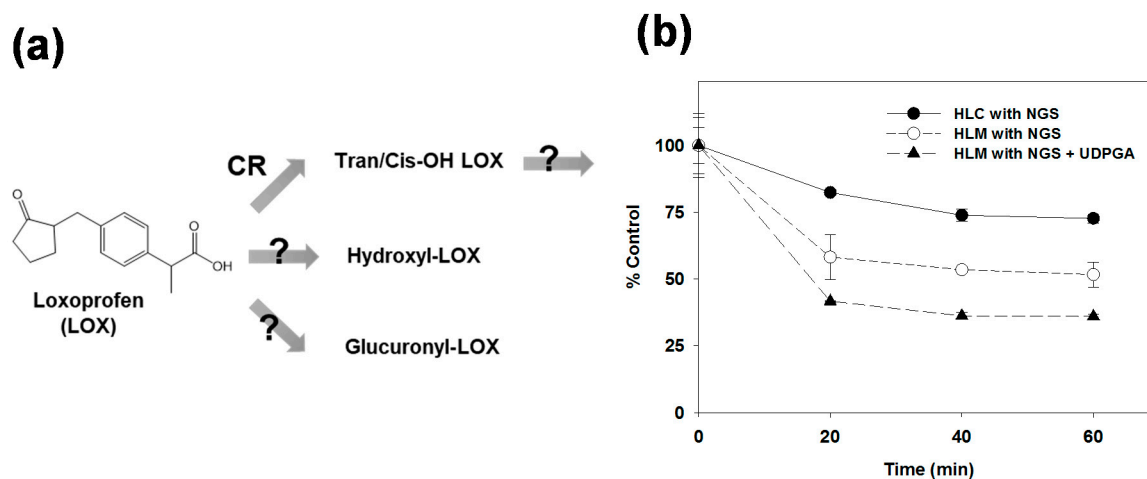 (a)
CR
Tran/Cis-OH LOX
?
O
O
OH
?
Hydroxyl-LOX
Loxoprofen
(LOX)
?
Glucuronyl-LOX
(b)
HLC with NGS
HLM with NGS
HLM with NGS + UDPGA
% Control
100
75
50
25
0
0
20
40
60
Time (min)